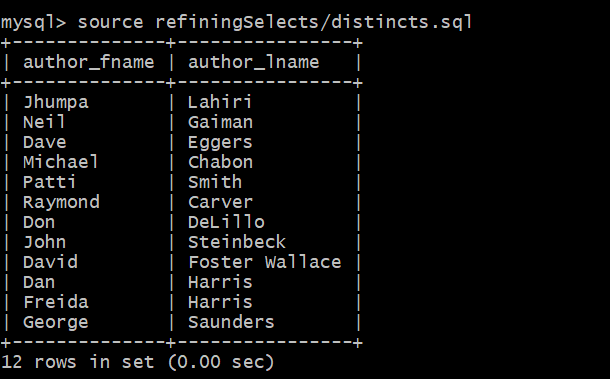 mysql> source refiningSelects/distincts.sql
+--------------+----------------+
| author_fname | author_lname   |
+--------------+----------------+
| Jhumpa       | Lahiri         |
| Neil         | Gaiman         |
| Dave         | Eggers         |
| Michael      | Chabon         |
| Patti        | Smith          |
| Raymond      | Carver         |
| Don          | DeLillo        |
| John         | Steinbeck      |
| David        | Foster Wallace |
| Dan          | Harris         |
| Freida       | Harris         |
| George       | Saunders       |
+--------------+----------------+
12 rows in set (0.00 sec)